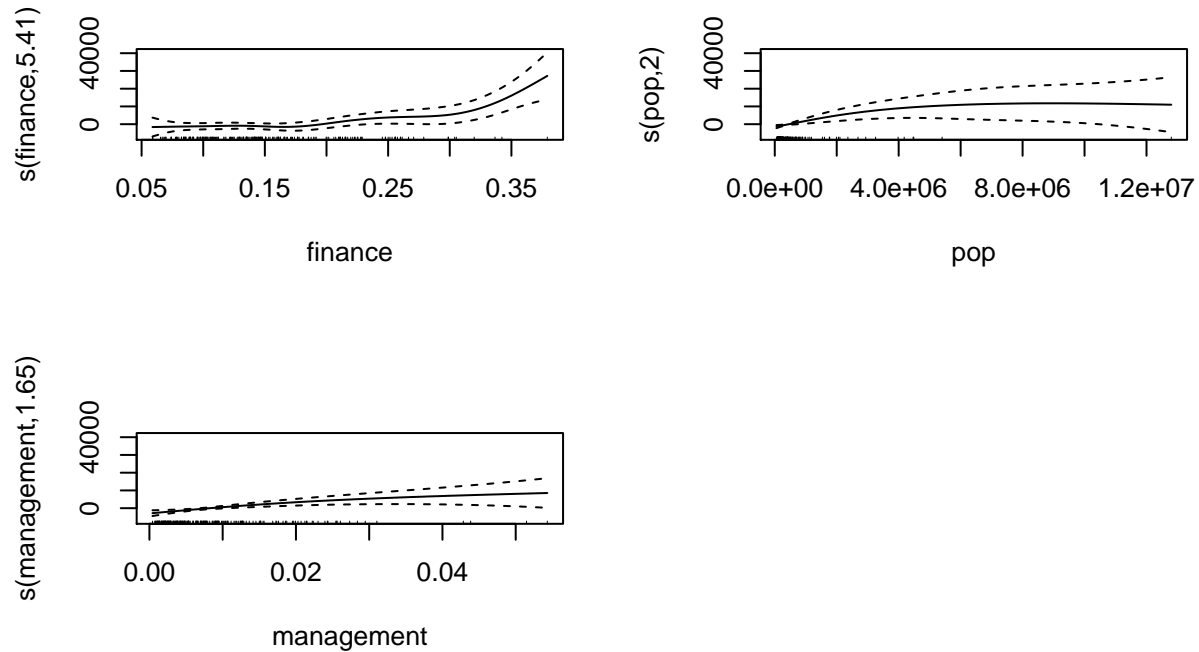 s(finance,5.41)
0 40000
0.05 0.15 0.25 0.35
finance
s(pop,2)
0 40000
0.0e+00 4.0e+06 8.0e+06 1.2e+07
pop
s(management,1.65)
0 40000
0.00 0.02 0.04
management